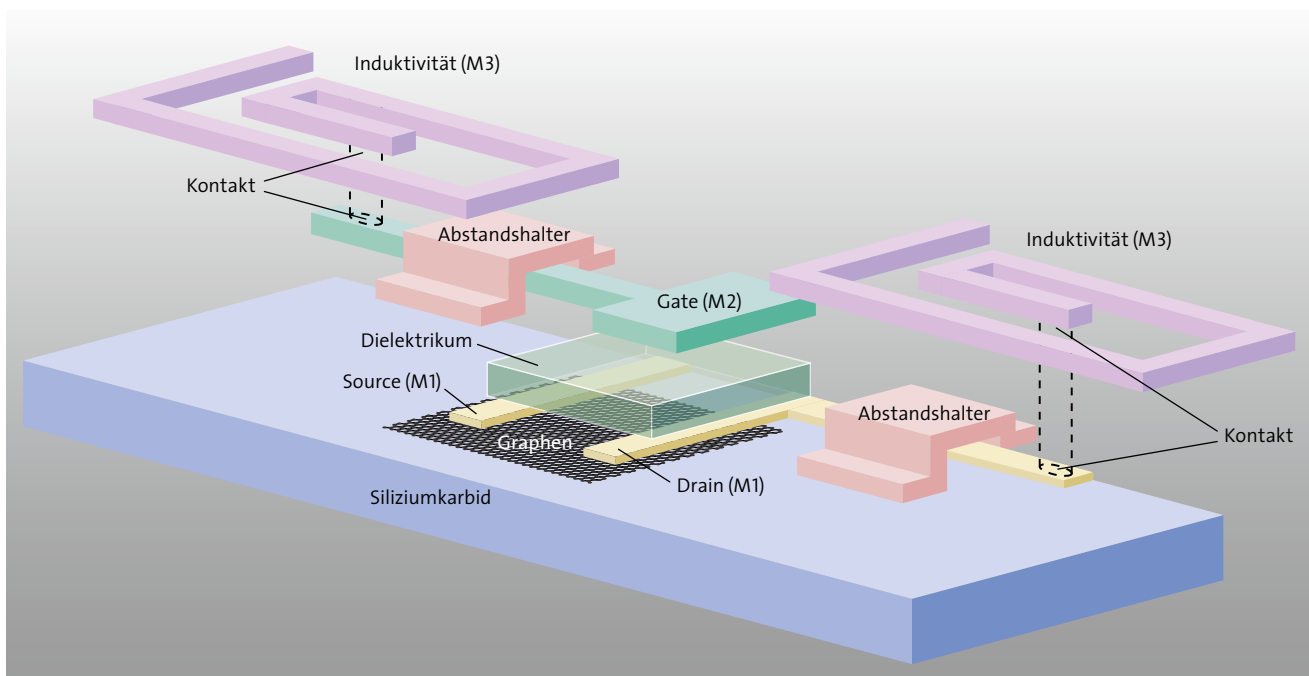 Induktivität (M3)
Kontakt
Abstandshalter
Induktivität (M3)
Gate (M2)
Dielektrikum
Source (M1)
Abstandshalter
Graphen
Kontakt
Drain (M1)
Siliziumkarbid